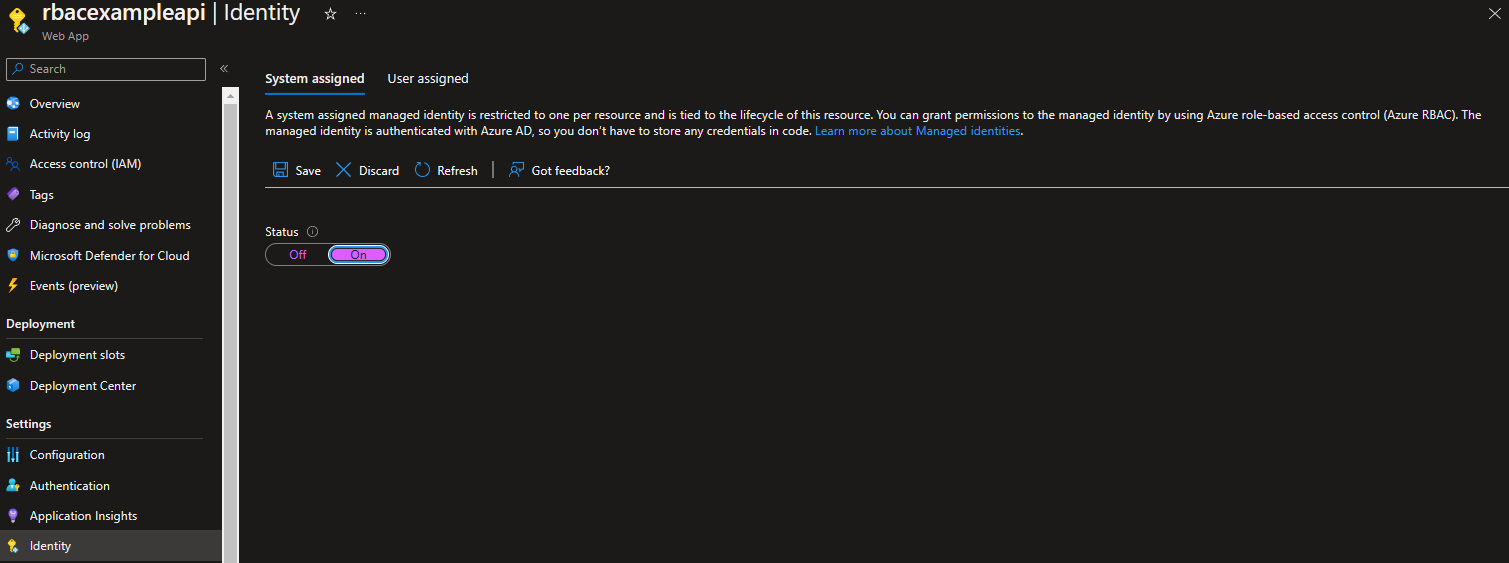 rbacexampleapi | Identity
Web App
Search
Overview
Activity log
Access control (IAM)
Tags
Diagnose and solve problems
Microsoft Defender for Cloud
Events (preview)
Deployment
Deployment slots
Deployment Center
Settings
Configuration
Authentication
Application Insights
Identity
System assigned User assigned
A system assigned managed identity is restricted to one per resource and is tied to the lifecycle of this resource. You can grant permissions to the managed identity by using Azure role-based access control (Azure RBAC). The
managed identity is authenticated with Azure AD, so you don't have to store any credentials in code. Learn more about Managed identities.
Save Discard Refresh | Got feedback?
Status
Off On